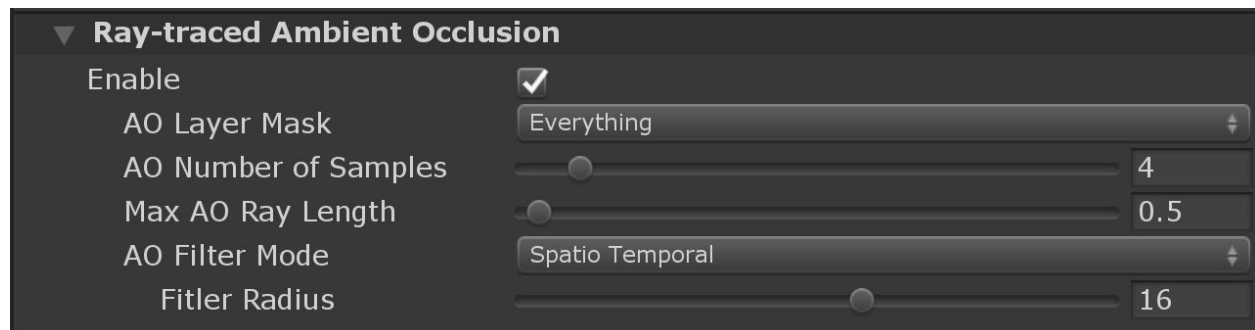 Ray-traced Ambient Occlusion
Enable
AO Layer Mask Everything
AO Number of Samples 4
Max AO Ray Length 0.5
AO Filter Mode Spatio Temporal
Fitler Radius 16